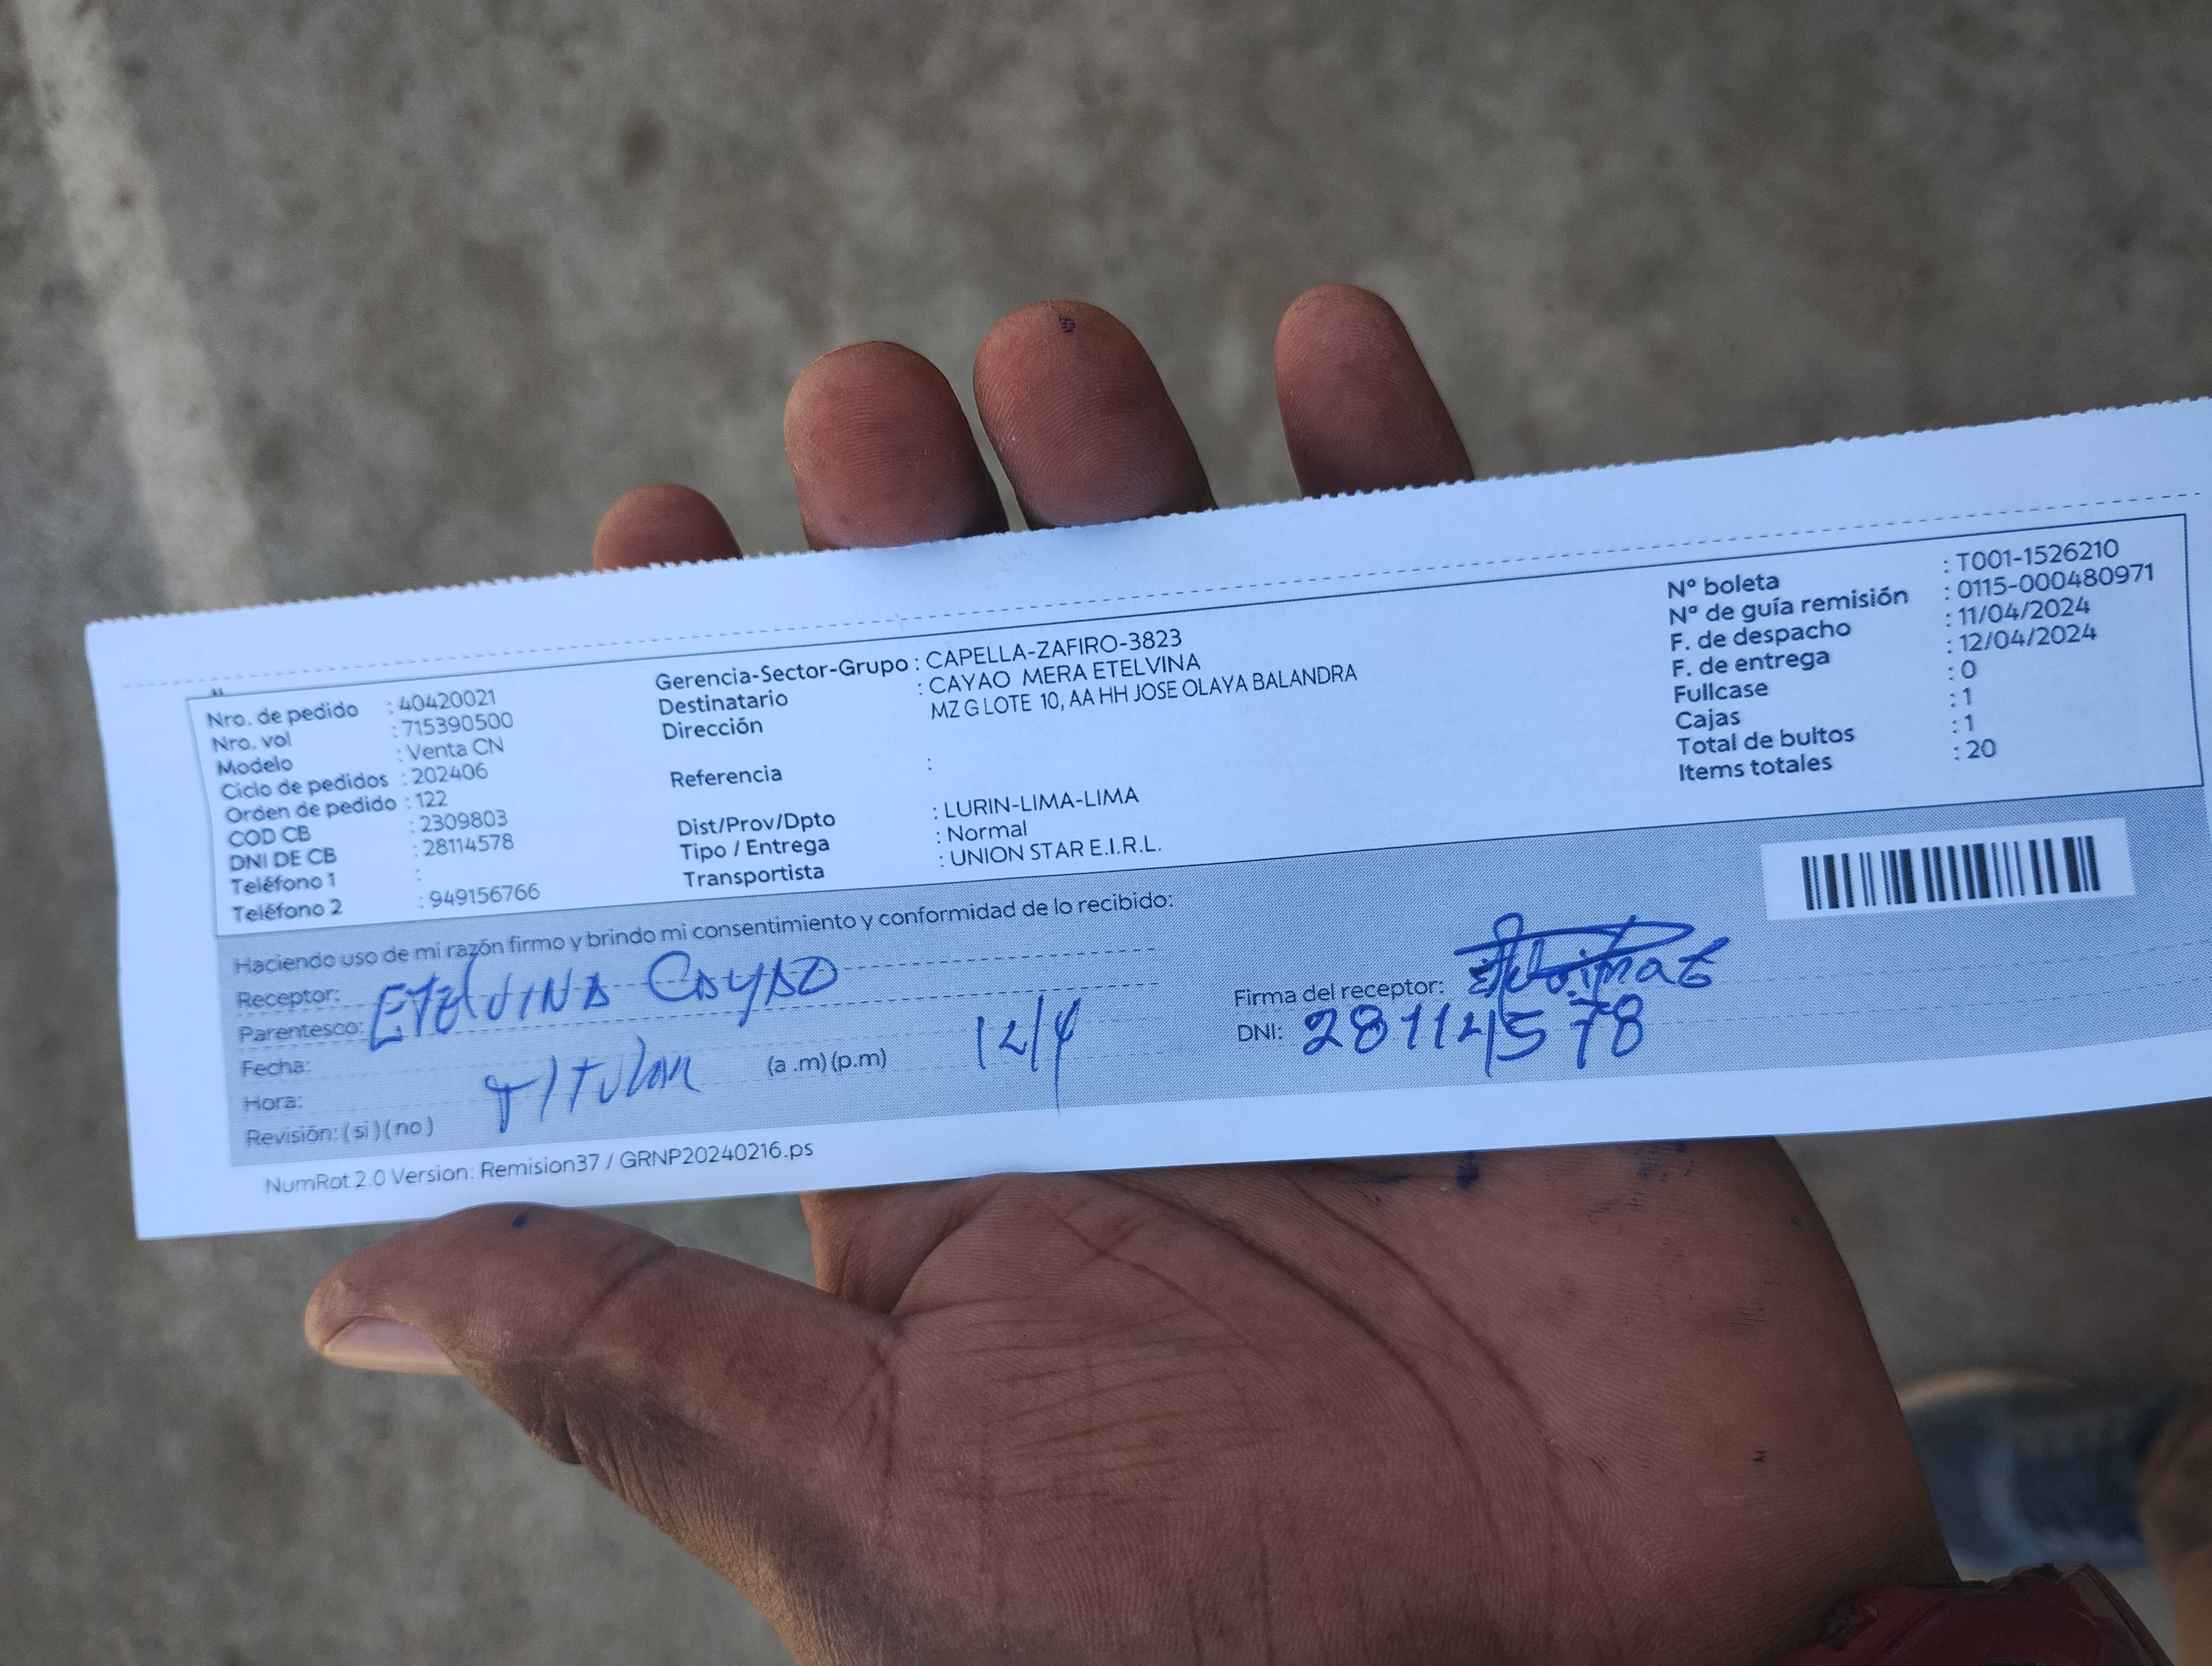 Nro. de pedido : 40420021
Nro. vol : 715390500
Modelo : Venta CN
Ciclo de pedidos : 202406
Orden de pedido : 122
COD CB : 2309803
DNI DE CB : 28114578
Teléfono 1 :
Teléfono 2 : 949156766
Gerencia-Sector-Grupo : CAPELLA-ZAFIRO-3823
Destinatario : CAYAO MERA ETELVINA
Dirección MZ G LOTE 10, AA HH JOSE OLAYA BALANDRA
Referencia :
Dist/Prov/Dpto : LURIN-LIMA-LIMA
Tipo / Entrega : Normal
Transportista : UNION STAR E.I.R.L.
N° boleta : T001-1526210
N° de guía remisión : 0115-000480971
F. de despacho : 11/04/2024
F. de entrega : 12/04/2024
Fullcase : 0
Cajas : 1
Total de bultos : 1
Items totales : 20
Haciendo uso de mi razón firmo y brindo mi consentimiento y conformidad de lo recibido:
Receptor: ETELVINA CAYAO
Parentesco:
Fecha: TITULAR (a .m) (p.m) 12/4
Hora:
Revisión: ( si ) ( no )
Firma del receptor:
DNI: 28114578
NumRot 2.0 Version: Remision37 / GRNP20240216.ps